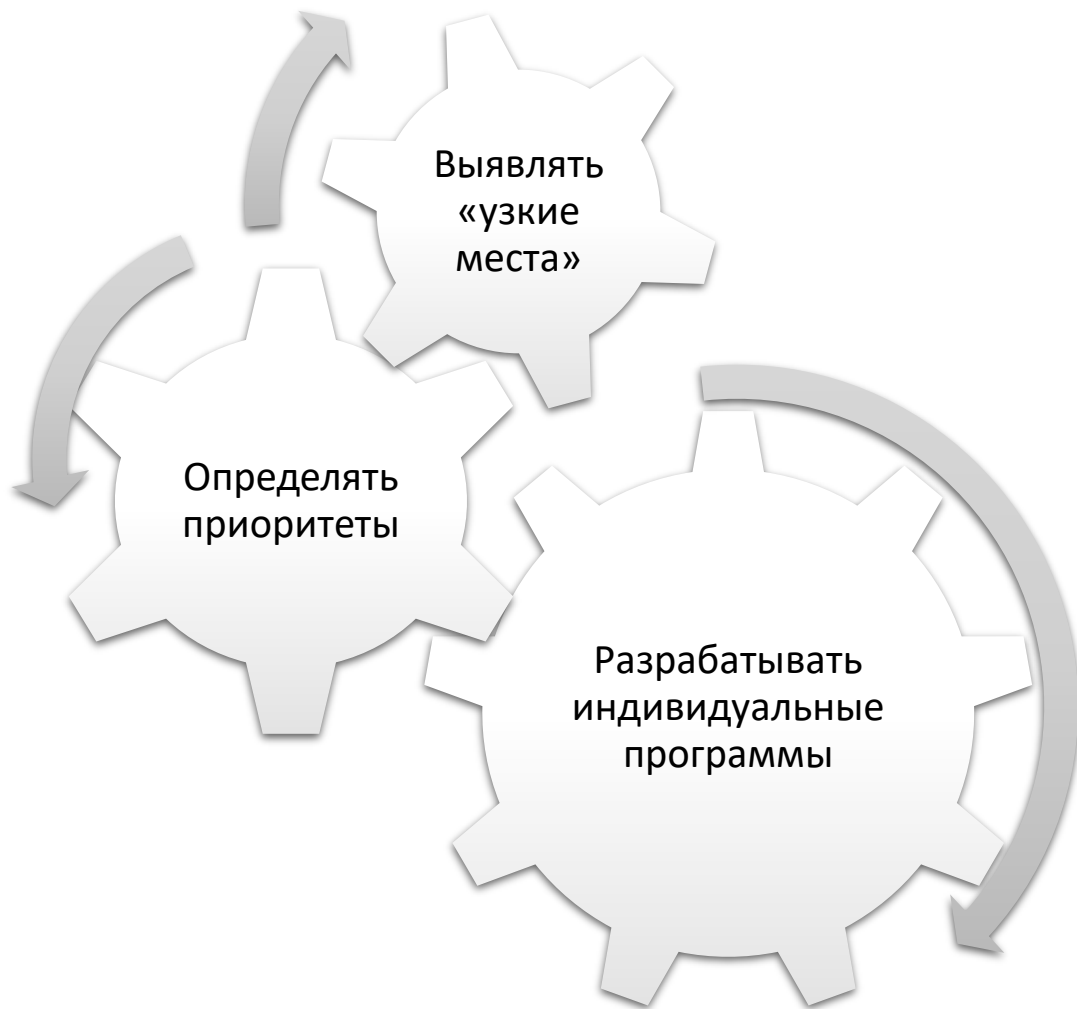 Выявлять
«узкие
места»
Определять
приоритеты
Разрабатывать
индивидуальные
программы